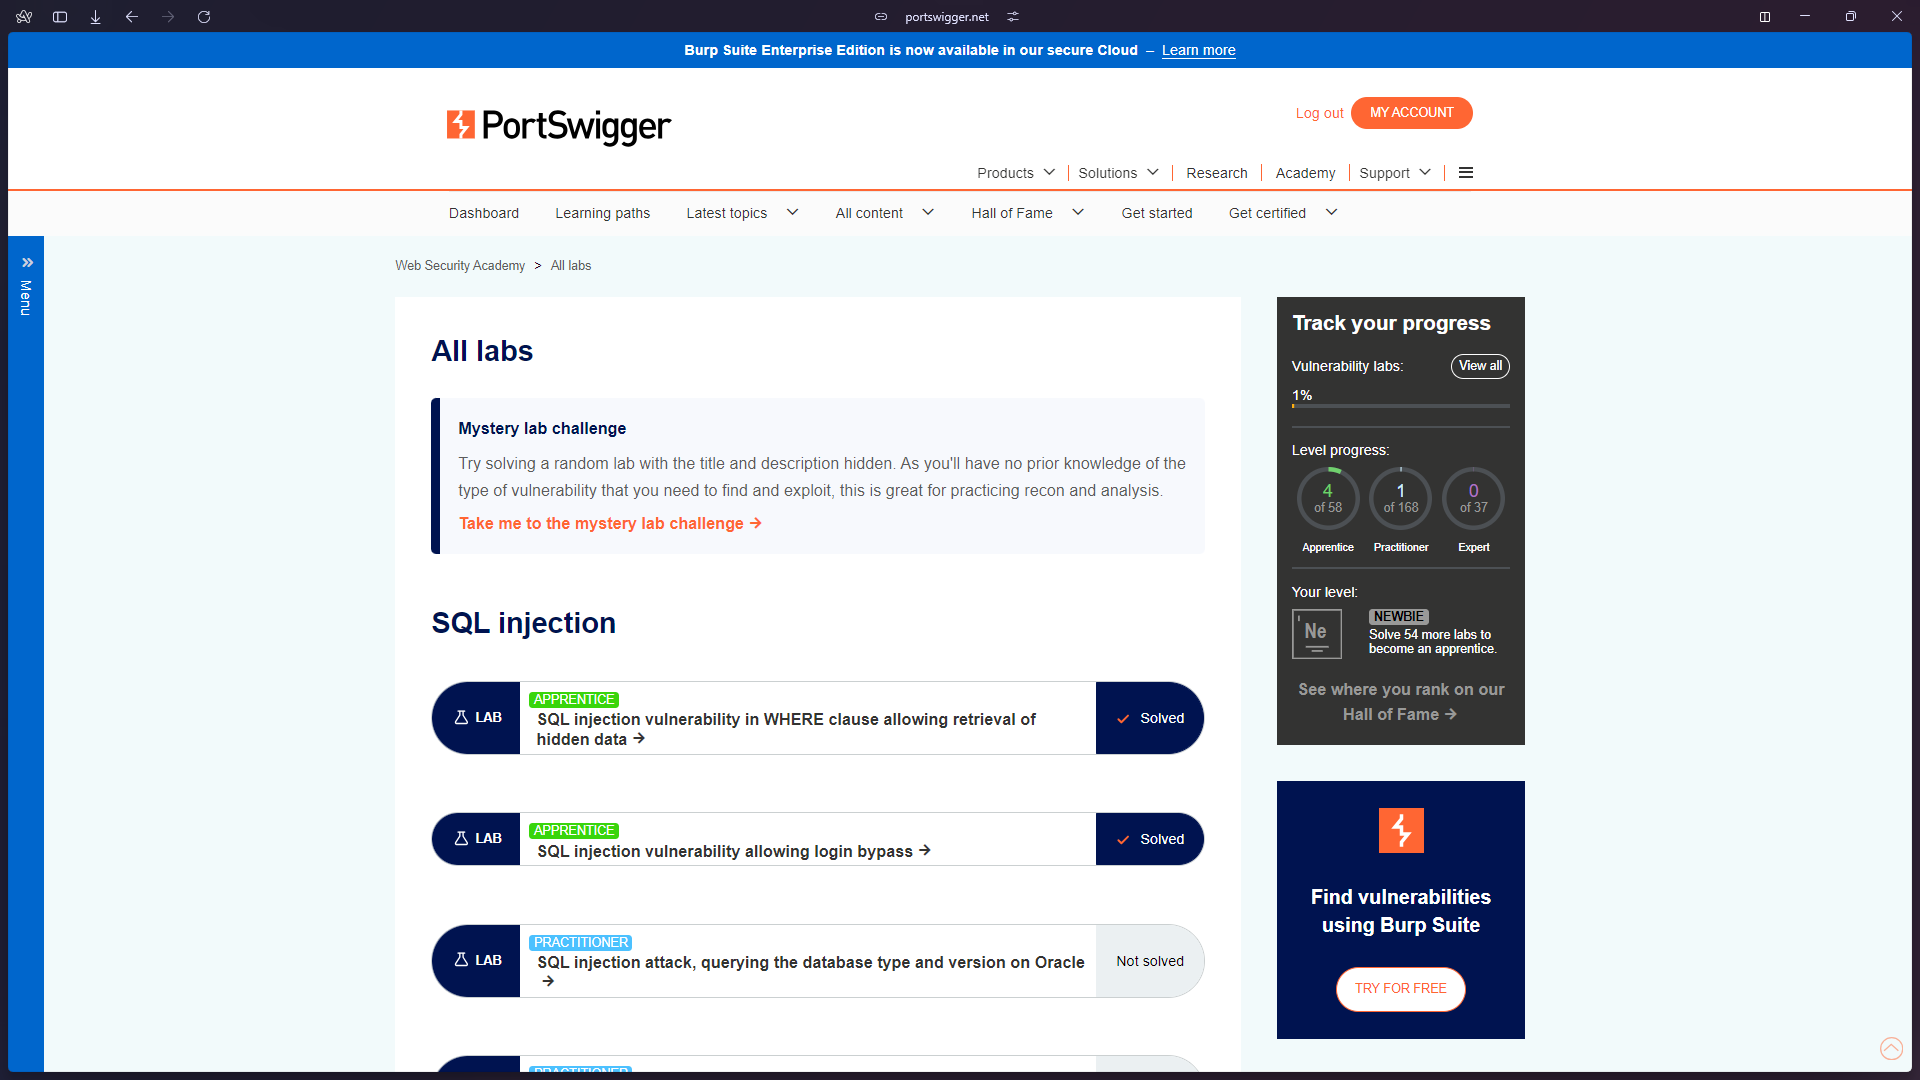 portswigger.net
Burp Suite Enterprise Edition is now available in our secure Cloud – Learn more
PortSwigger
Log out MY ACCOUNT
Products Solutions Research Academy Support
Dashboard Learning paths Latest topics All content Hall of Fame Get started Get certified
Menu
Web Security Academy > All labs
All labs
Mystery lab challenge
Try solving a random lab with the title and description hidden. As you'll have no prior knowledge of the
type of vulnerability that you need to find and exploit, this is great for practicing recon and analysis.
Take me to the mystery lab challenge →
SQL injection
LAB
APPRENTICE
SQL injection vulnerability in WHERE clause allowing retrieval of
hidden data →
Solved
LAB
APPRENTICE
SQL injection vulnerability allowing login bypass →
Solved
LAB
PRACTITIONER
SQL injection attack, querying the database type and version on Oracle
→
Not solved
PRACTITIONER
Track your progress
Vulnerability labs: View all
1%
Level progress:
4 of 58
Apprentice
1 of 168
Practitioner
0 of 37
Expert
Your level:
Ne
NEWBIE
Solve 54 more labs to
become an apprentice.
See where you rank on our
Hall of Fame →
Find vulnerabilities
using Burp Suite
TRY FOR FREE